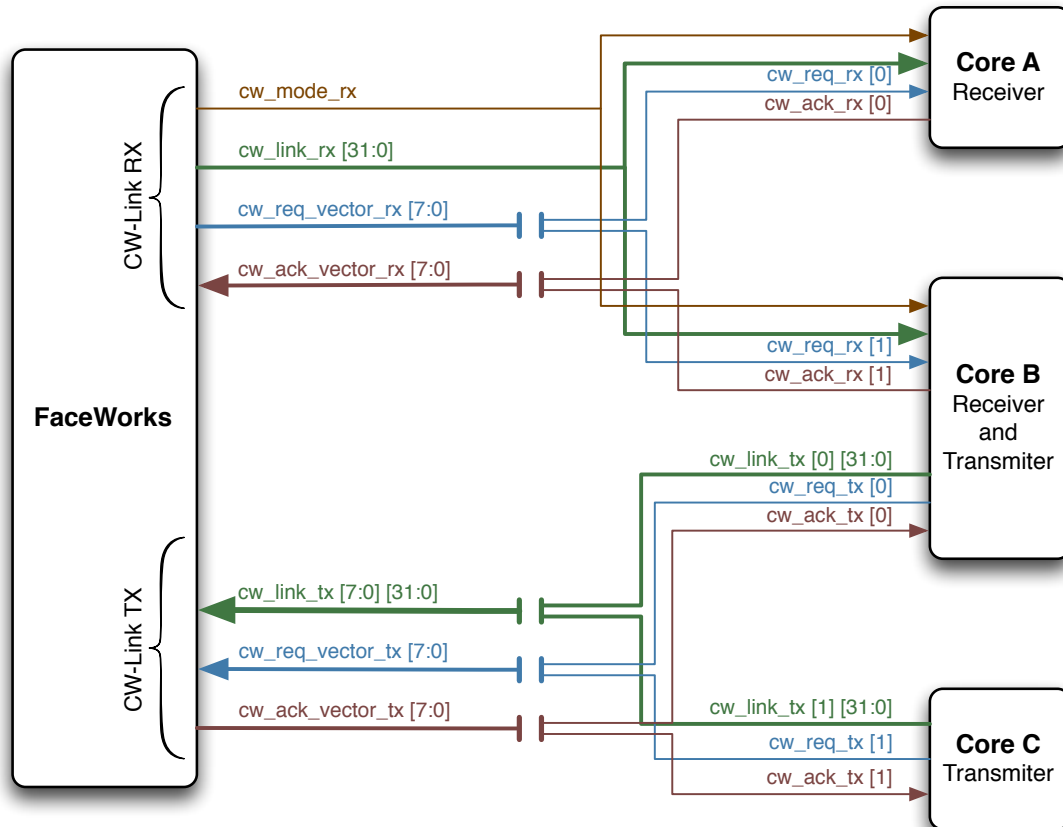 Core A
Receiver
cw_req_rx [0]
cw_ack_rx [0]
cw_mode_rx
cw_link_rx [31:0]
cw_req_vector_rx [7:0]
cw_ack_vector_rx [7:0]
CW-Link RX
cw_req_rx [1]
cw_ack_rx [1]
Core B
Receiver
and
Transmiter
FaceWorks
cw_link_tx [0] [31:0]
cw_req_tx [0]
cw_ack_tx [0]
CW-Link TX
cw_link_tx [7:0] [31:0]
cw_req_vector_tx [7:0]
cw_ack_vector_tx [7:0]
cw_link_tx [1] [31:0]
cw_req_tx [1]
cw_ack_tx [1]
Core C
Transmiter